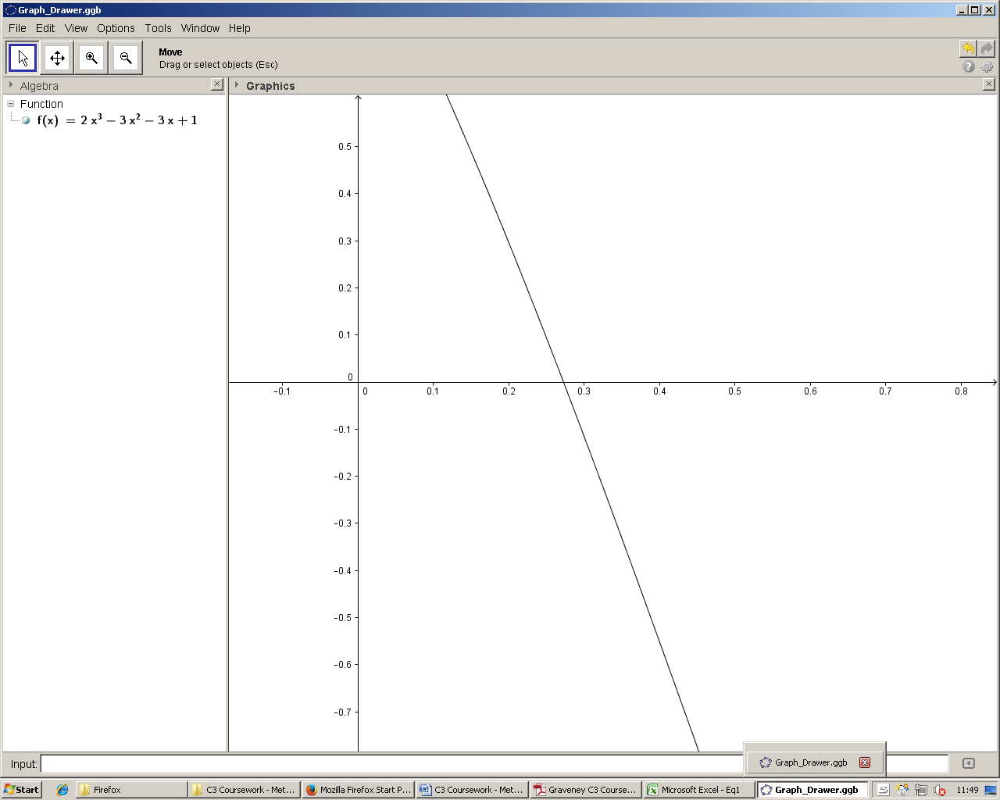 Graph_Drawer.ggb
File Edit View Options Tools Window Help
Move
Drag or select objects (Esc)
Algebra
Graphics
Function
f(x) = 2 x³ − 3 x² − 3 x + 1
0.5
0.4
0.3
0.2
0.1
0
-0.1 0 0.1 0.2 0.3 0.4 0.5 0.6 0.7 0.8
-0.1
-0.2
-0.3
-0.4
-0.5
-0.6
-0.7
Input:
Graph_Drawer.ggb
Start Firefox C3 Coursework - Met... Mozilla Firefox Start P... C3 Coursework - Met... Graveney C3 Course... Microsoft Excel - Eq1 Graph_Drawer.ggb 11:49